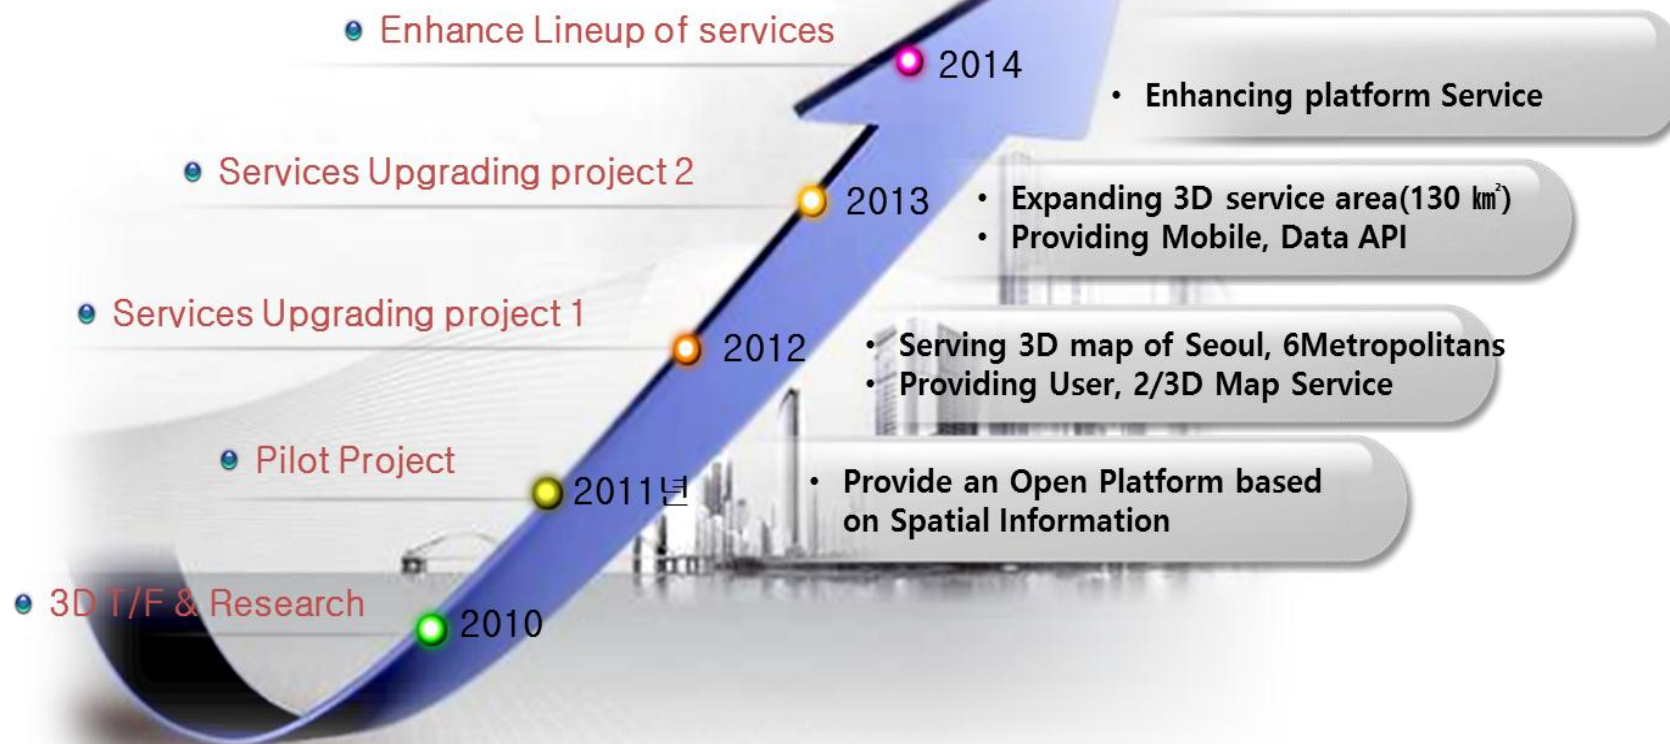 • Enhance Lineup of services
2014
• Enhancing platform Service
• Services Upgrading project 2
2013
• Expanding 3D service area(130 ㎢)
• Providing Mobile, Data API
• Services Upgrading project 1
2012
• Serving 3D map of Seoul, 6Metropolitans
• Providing User, 2/3D Map Service
• Pilot Project
2011년
• Provide an Open Platform based
on Spatial Information
• 3D T/F & Research
2010